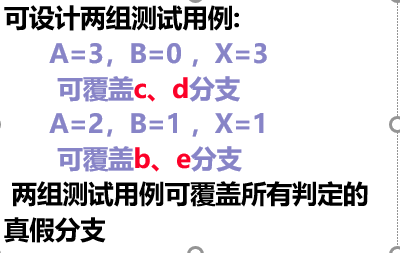 可设计两组测试用例:
A=3，B=0 ，X=3
可覆盖c、d分支
A=2，B=1 ，X=1
可覆盖b、e分支
两组测试用例可覆盖所有判定的
真假分支